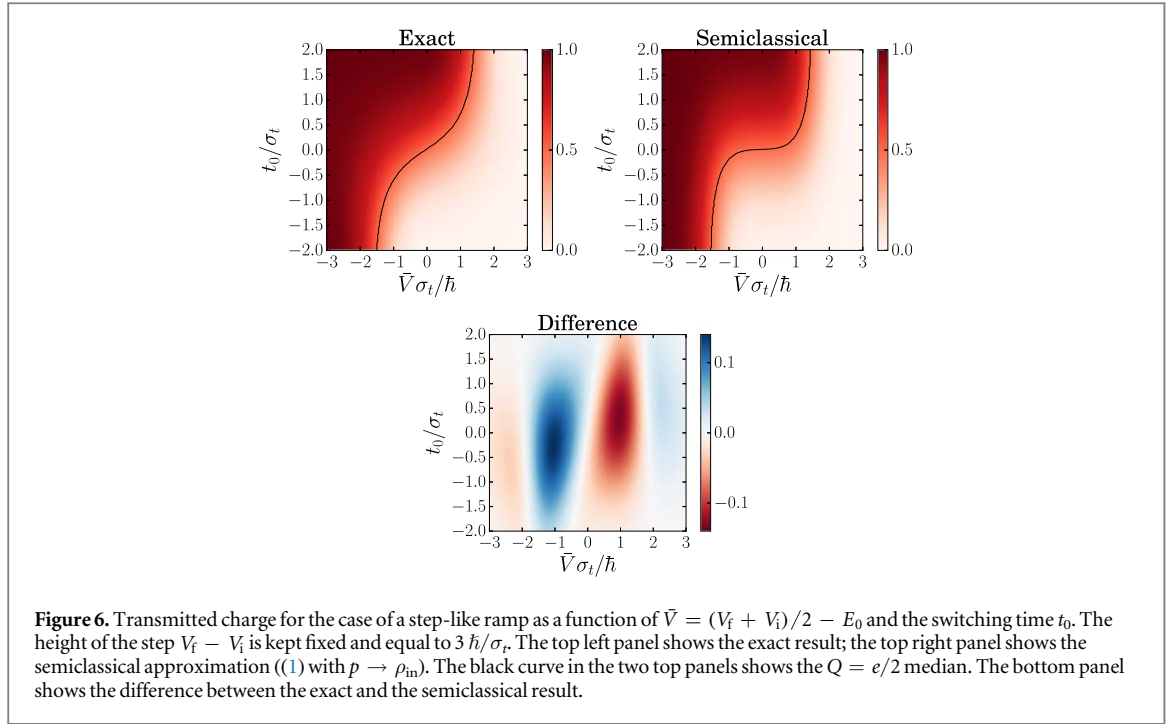 Exact
Semiclassical
2.0
1.5
1.0
0.5
0.0
−0.5
−1.0
−1.5
−2.0
−3 −2 −1 0 1 2 3
t₀/σₜ
V̄σₜ/ħ
1.0
0.5
0.0
2.0
1.5
1.0
0.5
0.0
−0.5
−1.0
−1.5
−2.0
−3 −2 −1 0 1 2 3
t₀/σₜ
V̄σₜ/ħ
1.0
0.5
0.0
Difference
2.0
1.5
1.0
0.5
0.0
−0.5
−1.0
−1.5
−2.0
−3 −2 −1 0 1 2 3
t₀/σₜ
V̄σₜ/ħ
0.1
0.0
−0.1
Figure 6. Transmitted charge for the case of a step-like ramp as a function of V̄ = (V_f + V_i)/2 − E₀ and the switching time t₀. The
height of the step V_f − V_i is kept fixed and equal to 3 ħ/σₜ. The top left panel shows the exact result; the top right panel shows the
semiclassical approximation ((1) with p → ρ_in). The black curve in the two top panels shows the Q = e/2 median. The bottom panel
shows the difference between the exact and the semiclassical result.